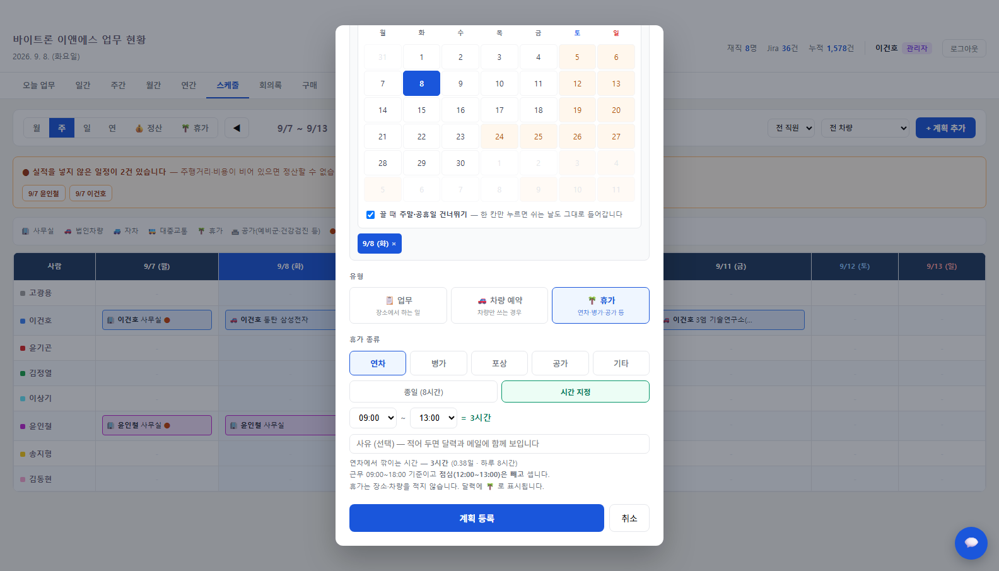 바이트론 이앤에스 업무 현황
2026. 9. 8. (화요일)
재직 8명 Jira 36건 누적 1,578건 이건호 관리자 로그아웃
오늘 업무 일간 주간 월간 연간 스케줄 회의록 구매
월 주 일 연 정산 휴가 ◀ 9/7 ~ 9/13
전 직원 전 차량 + 계획 추가
실적을 넣지 않은 일정이 2건 있습니다 — 주행거리·비용이 비어 있으면 정산할 수 없습
9/7 윤인철 9/7 이건호
사무실 법인차량 자차 대중교통 휴가 공가(예비군·건강검진 등)
사람 9/7 (월) 9/8 (화) 9/11 (금) 9/12 (토) 9/13 (일)
고광용 - - - - -
이건호 이건호 사무실 이건호 동탄 삼성전자 이건호 3엠 기술연구소(... - -
윤기곤 - - - - -
김정열 - - - - -
이상기 - - - - -
윤인철 윤인철 사무실 윤인철 사무실 - - -
송지형 - - - - -
김동현 - - - - -
월 화 수 목 금 토 일
31 1 2 3 4 5 6
7 8 9 10 11 12 13
14 15 16 17 18 19 20
21 22 23 24 25 26 27
28 29 30 1 2 3 4
5 6 7 8 9 10 11
끌 때 주말·공휴일 건너뛰기 — 한 칸만 누르면 쉬는 날도 그대로 들어갑니다
9/8 (화) ×
유형
업무 차량 예약 휴가
장소에서 하는 일 차량만 쓰는 경우 연차·병가·공가 등
휴가 종류
연차 병가 포상 공가 기타
종일 (8시간) 시간 지정
09:00 ~ 13:00 = 3시간
사유 (선택) — 적어 두면 달력과 메일에 함께 보입니다
연차에서 깎이는 시간 — 3시간 (0.38일 · 하루 8시간)
근무 09:00~18:00 기준이고 점심(12:00~13:00)은 빼고 셉니다.
휴가는 장소·차량을 적지 않습니다. 달력에 로 표시됩니다.
계획 등록 취소